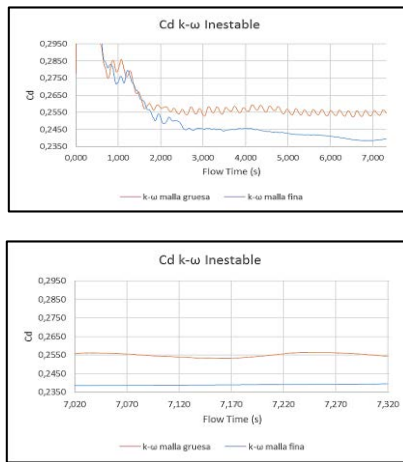 Cd k-ω Inestable
0,2950
0,2850
0,2750
0,2650
0,2550
0,2450
0,2350
Cd
0,000 1,000 2,000 3,000 4,000 5,000 6,000 7,000
Flow Time (s)
k-ω malla gruesa k-ω malla fina
Cd k-ω Inestable
0,2950
0,2850
0,2750
0,2650
0,2550
0,2450
0,2350
Cd
7,020 7,070 7,120 7,170 7,220 7,270 7,320
Flow Time (s)
k-ω malla gruesa k-ω malla fina